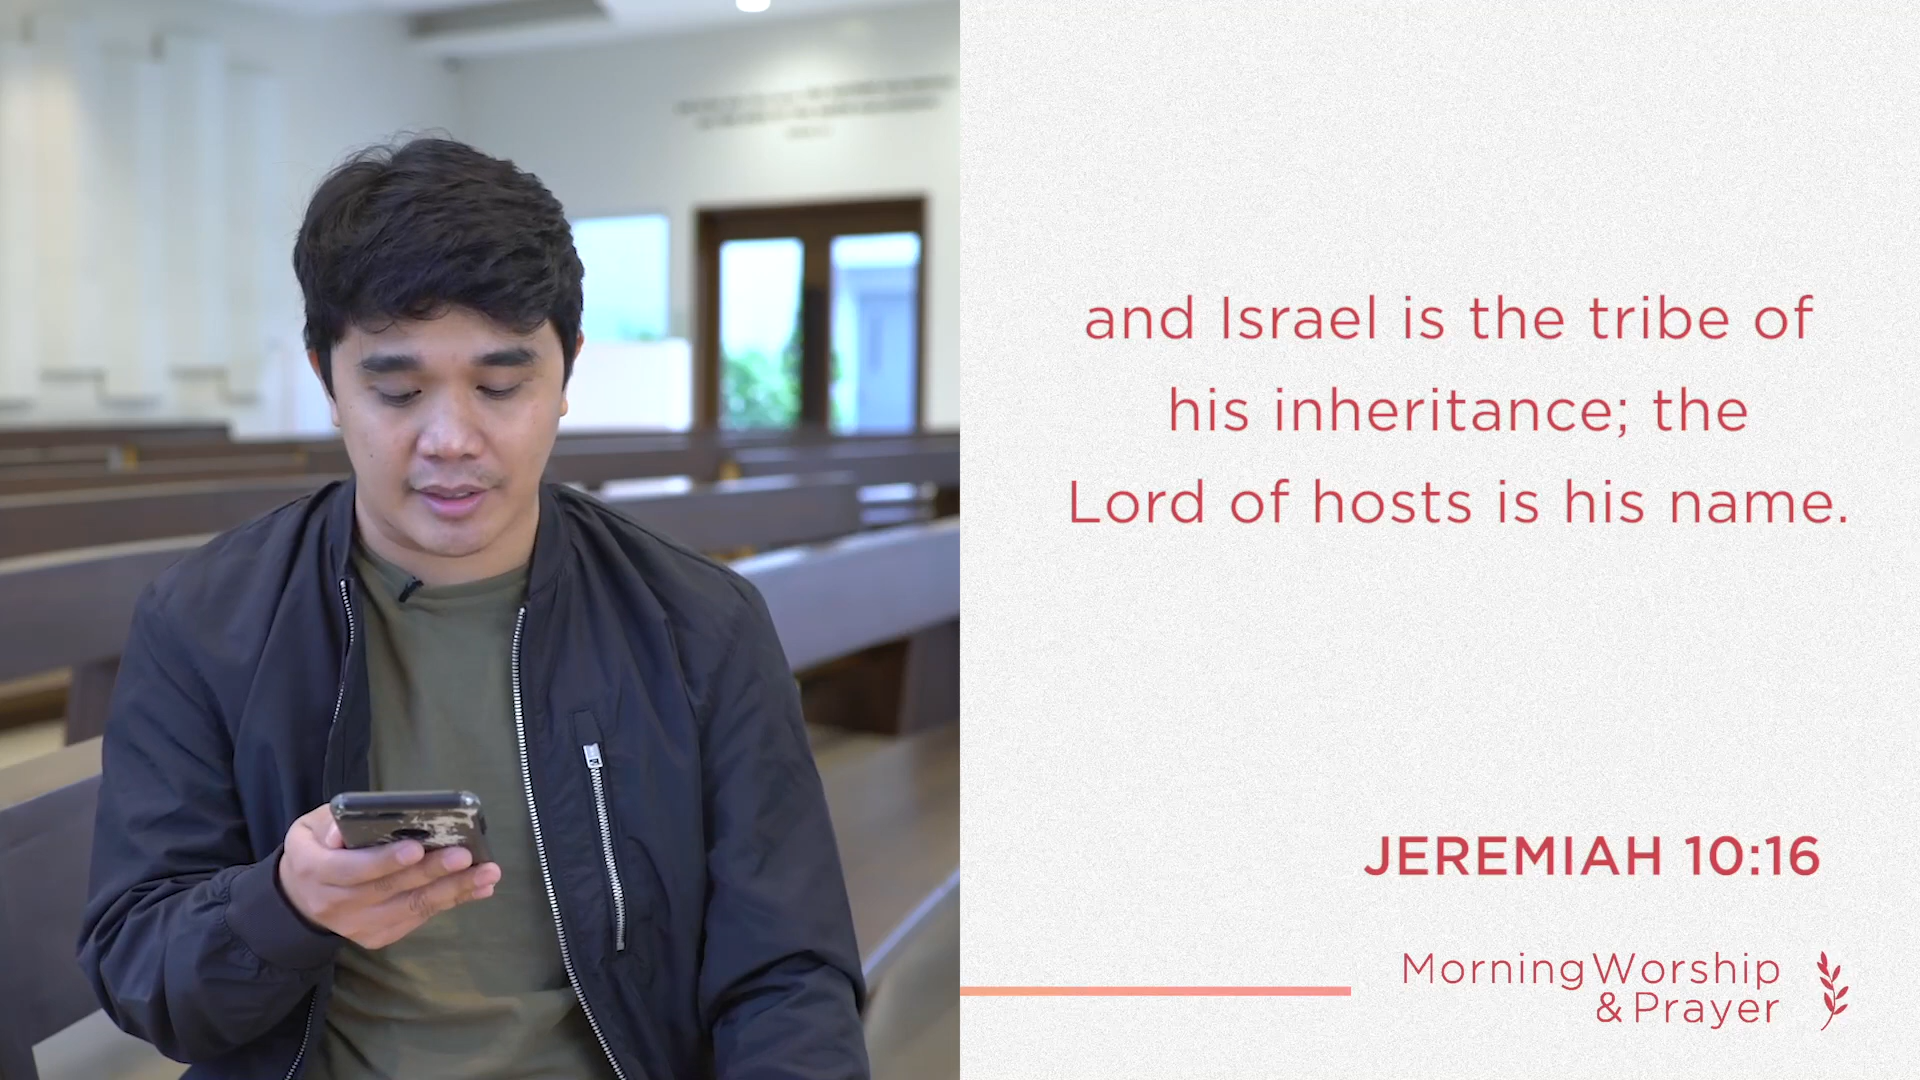 and Israel is the tribe of
his inheritance; the
Lord of hosts is his name.
JEREMIAH 10:16
Morning Worship
& Prayer